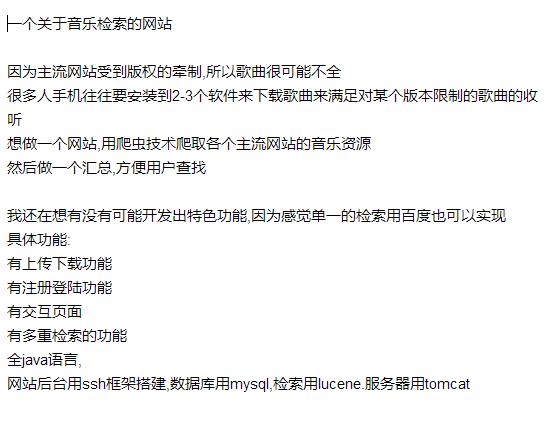 一个关于音乐检索的网站
因为主流网站受到版权的牵制,所以歌曲很可能不全
很多人手机往往要安装到2-3个软件来下载歌曲来满足对某个版本限制的歌曲的收
听
想做一个网站,用爬虫技术爬取各个主流网站的音乐资源
然后做一个汇总,方便用户查找
我还在想有没有可能开发出特色功能,因为感觉单一的检索用百度也可以实现
具体功能:
有上传下载功能
有注册登陆功能
有交互页面
有多重检索的功能
全java语言,
网站后台用ssh框架搭建,数据库用mysql,检索用lucene.服务器用tomcat